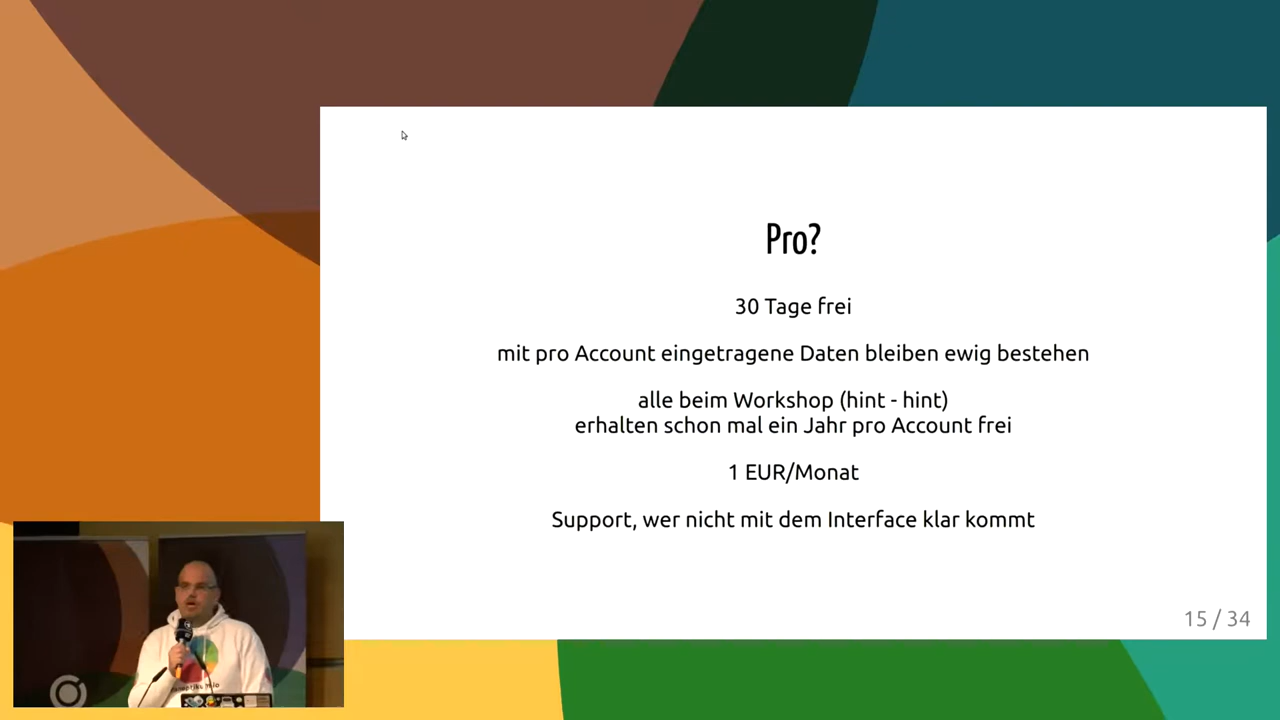 Pro?
30 Tage frei
mit pro Account eingetragene Daten bleiben ewig bestehen
alle beim Workshop (hint - hint)
erhalten schon mal ein Jahr pro Account frei
1 EUR/Monat
Support, wer nicht mit dem Interface klar kommt
15 / 34